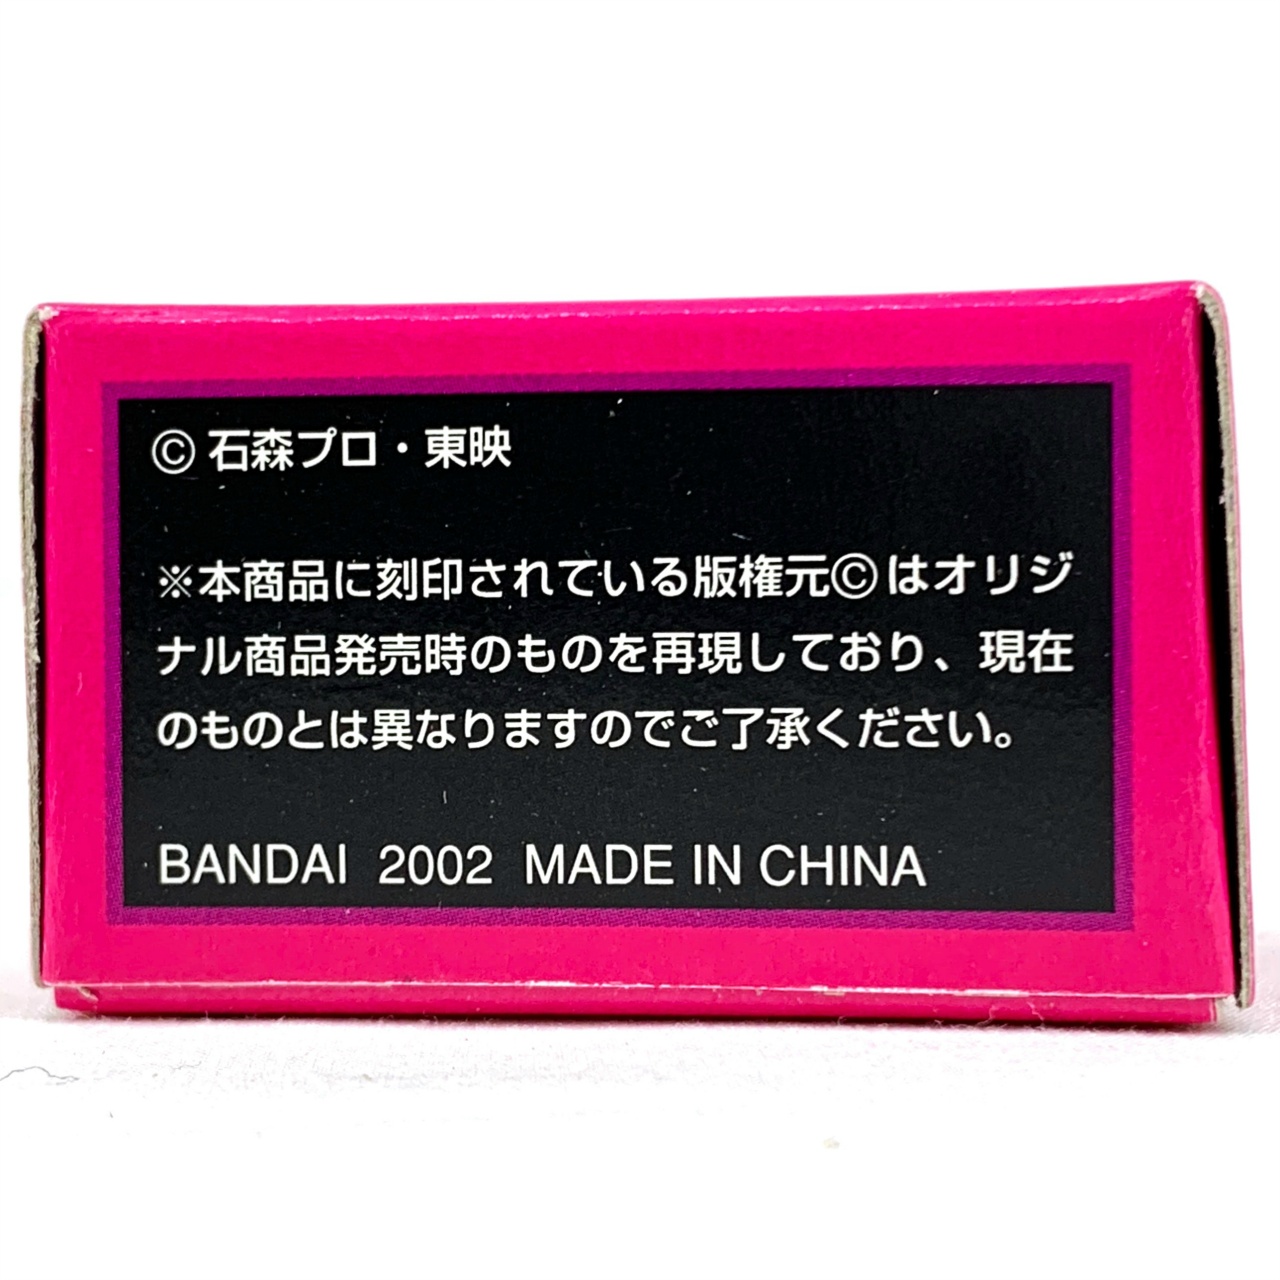 © 石森プロ・東映
※本商品に刻印されている版権元©はオリジ
ナル商品発売時のものを再現しており、現在
のものとは異なりますのでご了承ください。
BANDAI 2002 MADE IN CHINA